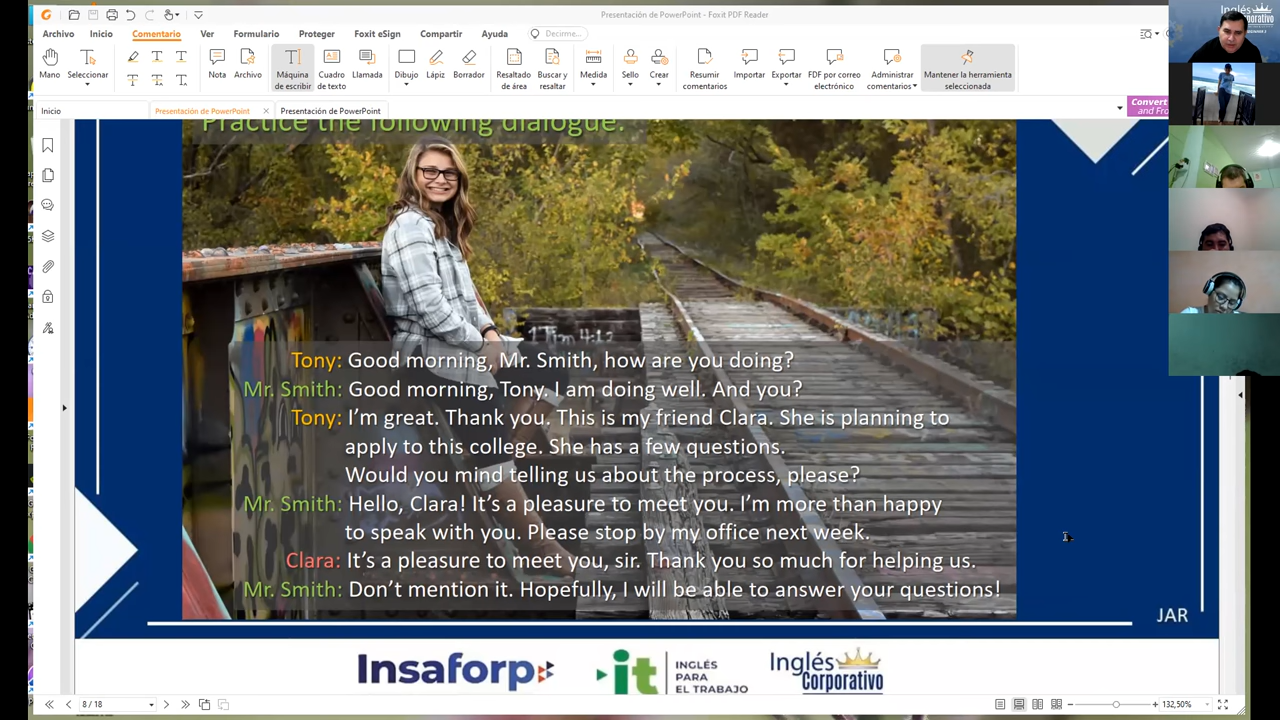 Presentación de PowerPoint - Foxit PDF Reader
Archivo Inicio Comentario Ver Formulario Proteger Foxit eSign Compartir Ayuda Decirme...
Mano
Seleccionar
Nota
Archivo
Máquina de escribir
Cuadro de texto
Llamada
Dibujo
Lápiz
Borrador
Resaltado de área
Buscar y resaltar
Medida
Sello
Crear
Resumir comentarios
Importar
Exportar
FDF por correo electrónico
Administrar comentarios
Mantener la herramienta seleccionada
Inicio
Presentación de PowerPoint
Presentación de PowerPoint
Convert
and
Inglés
Corporativo
Practice the following dialogue.
Tony: Good morning, Mr. Smith, how are you doing?
Mr. Smith: Good morning, Tony. I am doing well. And you?
Tony: I'm great. Thank you. This is my friend Clara. She is planning to
apply to this college. She has a few questions.
Would you mind telling us about the process, please?
Mr. Smith: Hello, Clara! It's a pleasure to meet you. I'm more than happy
to speak with you. Please stop by my office next week.
Clara: It's a pleasure to meet you, sir. Thank you so much for helping us.
Mr. Smith: Don't mention it. Hopefully, I will be able to answer your questions!
JAR
Insaforp
it
INGLÉS
PARA
EL TRABAJO
Inglés
Corporativo
8 / 18
132,50%